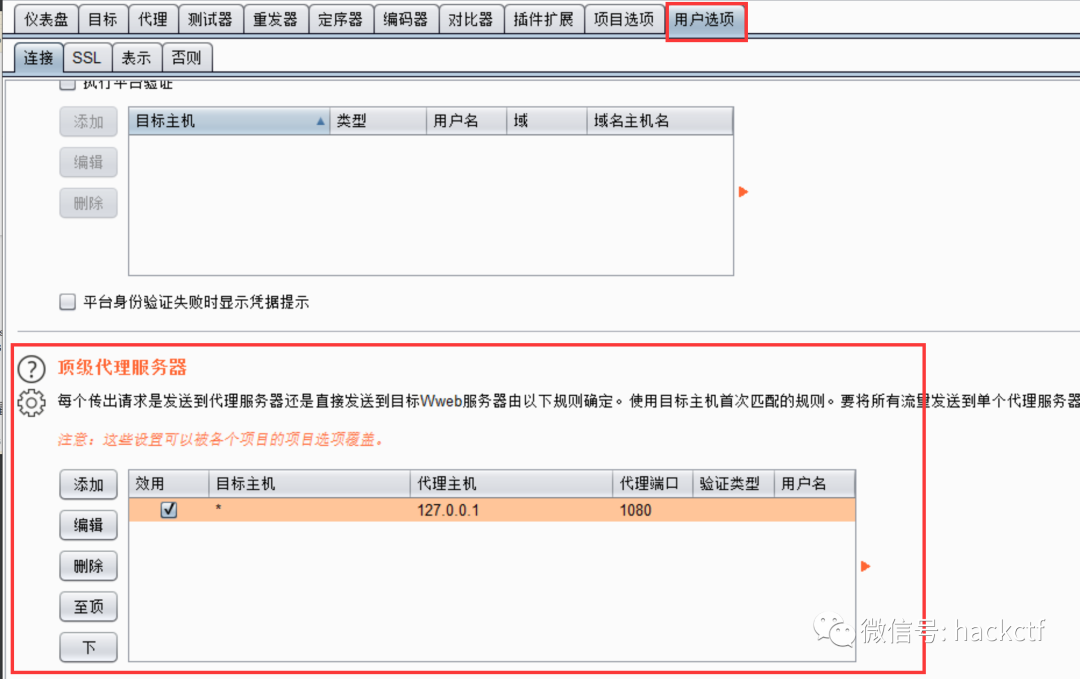 仪表盘 目标 代理 测试器 重发器 定序器 编码器 对比器 插件扩展 项目选项 用户选项
连接 SSL 表示 否则
执行平台验证
添加 目标主机 类型 用户名 域 域名主机名
编辑
删除
平台身份验证失败时显示凭据提示
顶级代理服务器
每个传出请求是发送到代理服务器还是直接发送到目标Wweb服务器由以下规则确定。使用目标主机首次匹配的规则。要将所有流量发送到单个代理服务器
注意：这些设置可以被各个项目的项目选项覆盖。
添加 效用 目标主机 代理主机 代理端口 验证类型 用户名
* 127.0.0.1 1080
编辑
删除
至顶
下
微信号: hackctf